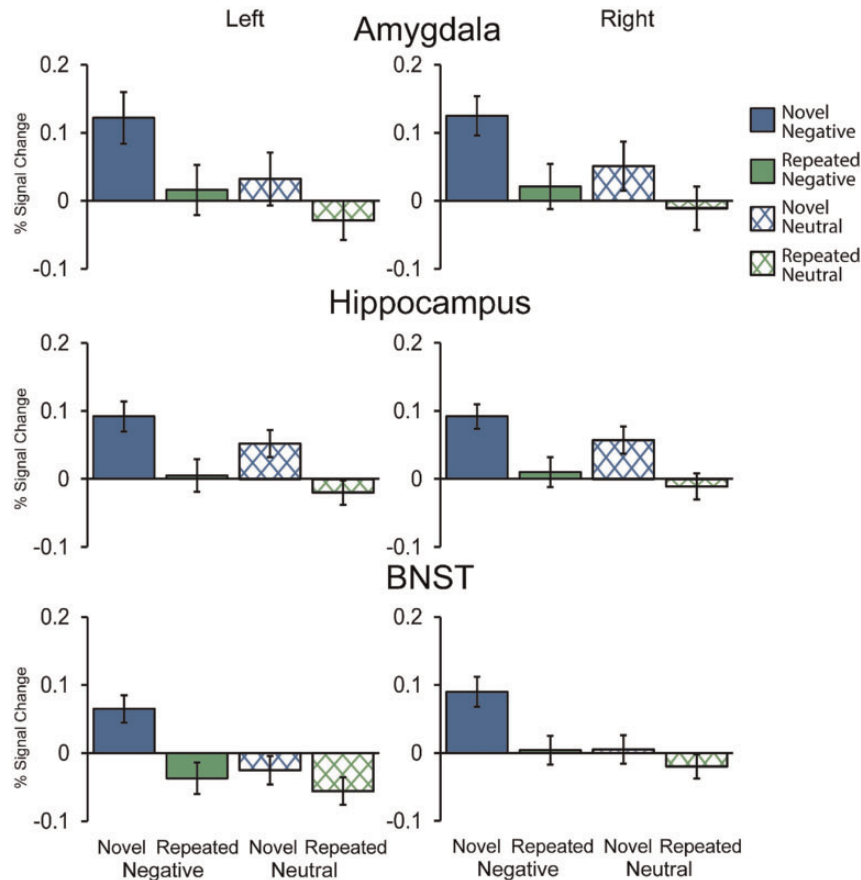 Left
Right
Amygdala
% Signal Change
0.2
0.1
0
-0.1
0.2
0.1
0
-0.1
Novel
Negative
Repeated
Negative
Novel
Neutral
Repeated
Neutral
Hippocampus
% Signal Change
0.2
0.1
0
-0.1
0.2
0.1
0
-0.1
BNST
% Signal Change
0.2
0.1
0
-0.1
0.2
0.1
0
-0.1
Novel Repeated Novel Repeated
Negative Neutral
Novel Repeated Novel Repeated
Negative Neutral